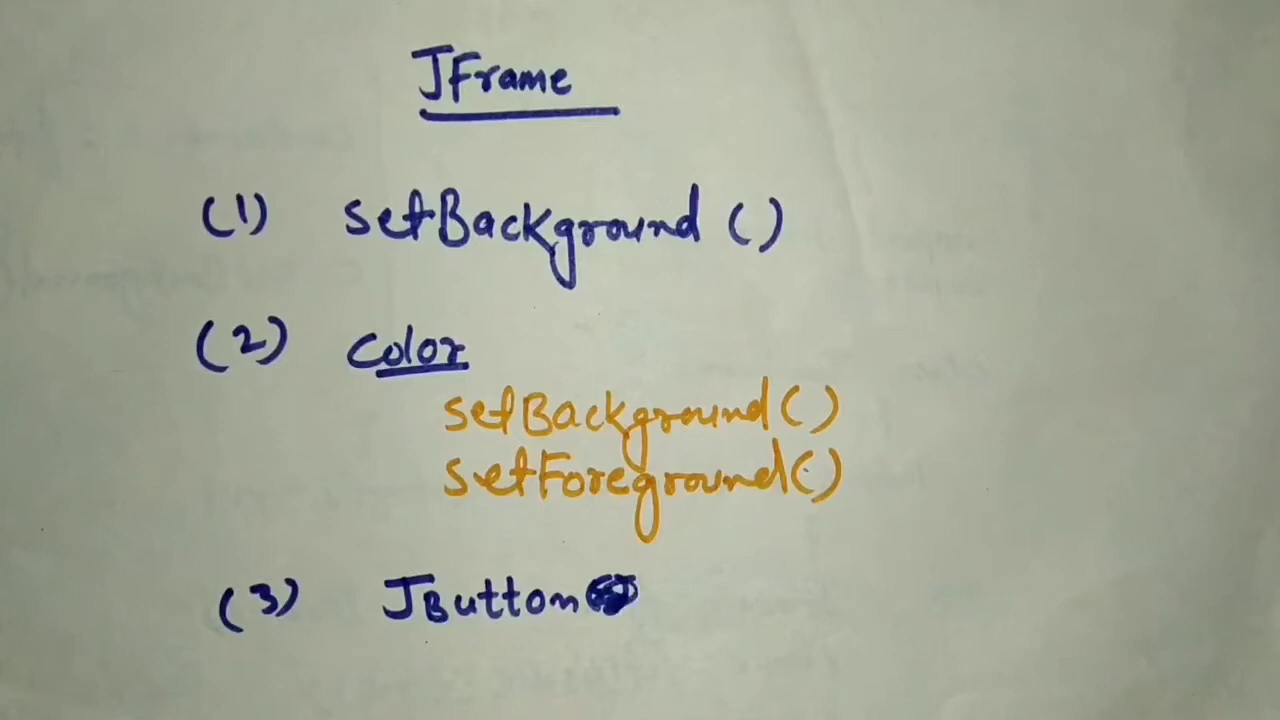 JFrame
(1) setBackground ()
(2) Color
setBackground()
setForeground()
(3) JButton